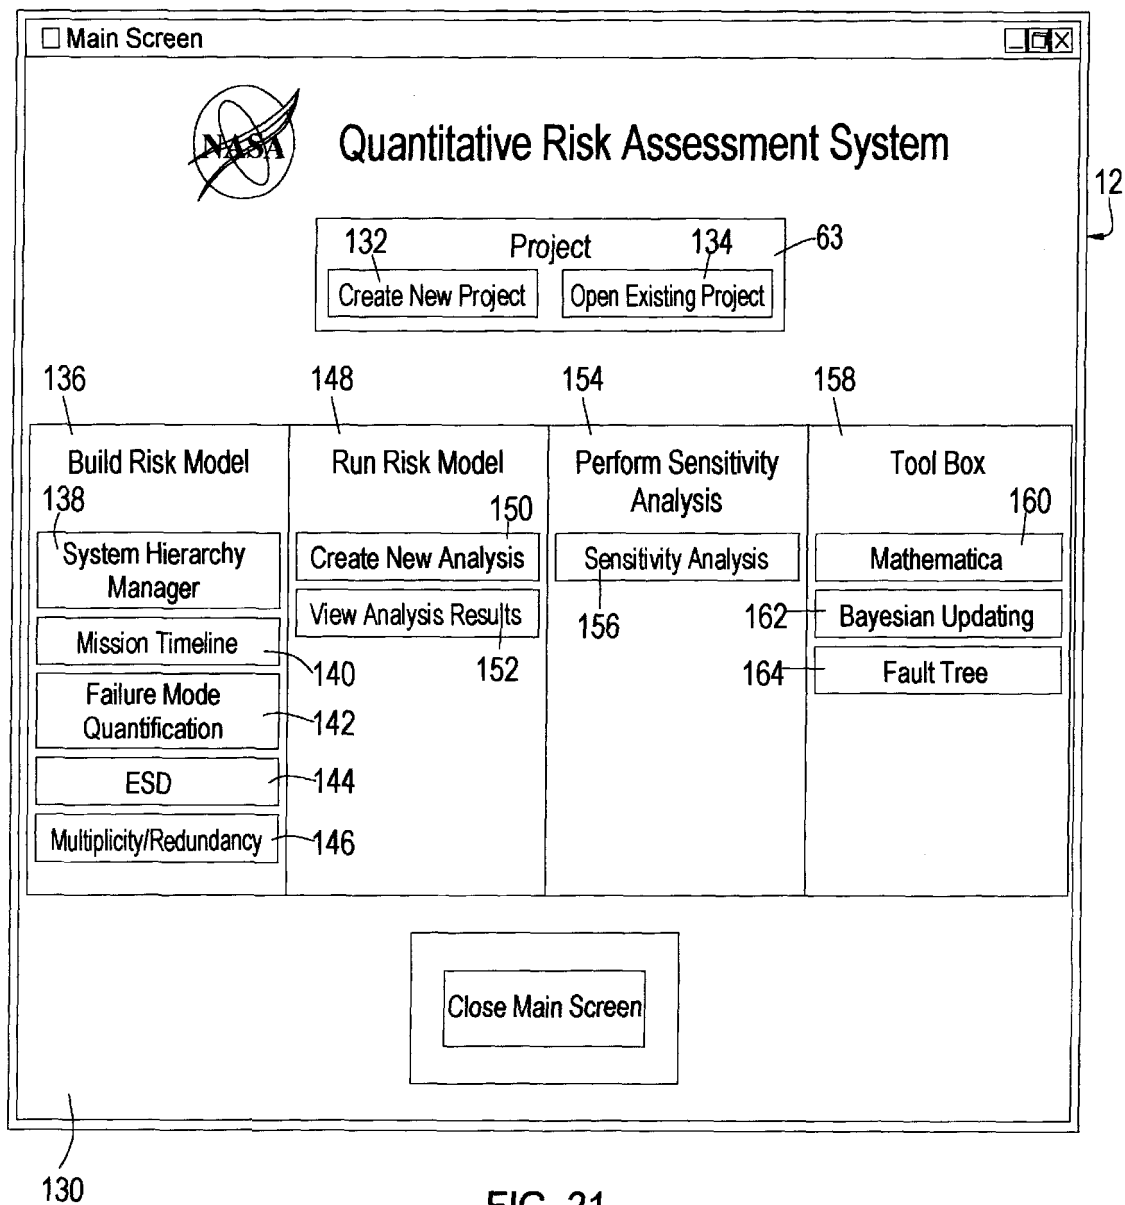 Main Screen
NASA
Quantitative Risk Assessment System
12
132
Project
134
63
Create New Project
Open Existing Project
136
148
154
158
Build Risk Model
138
System Hierarchy
Manager
Mission Timeline
140
Failure Mode
Quantification
142
ESD
144
Multiplicity/Redundancy
146
Run Risk Model
150
Create New Analysis
View Analysis Results
152
Perform Sensitivity
Analysis
Sensitivity Analysis
156
Tool Box
160
Mathematica
162
Bayesian Updating
164
Fault Tree
Close Main Screen
130
FIG. 21